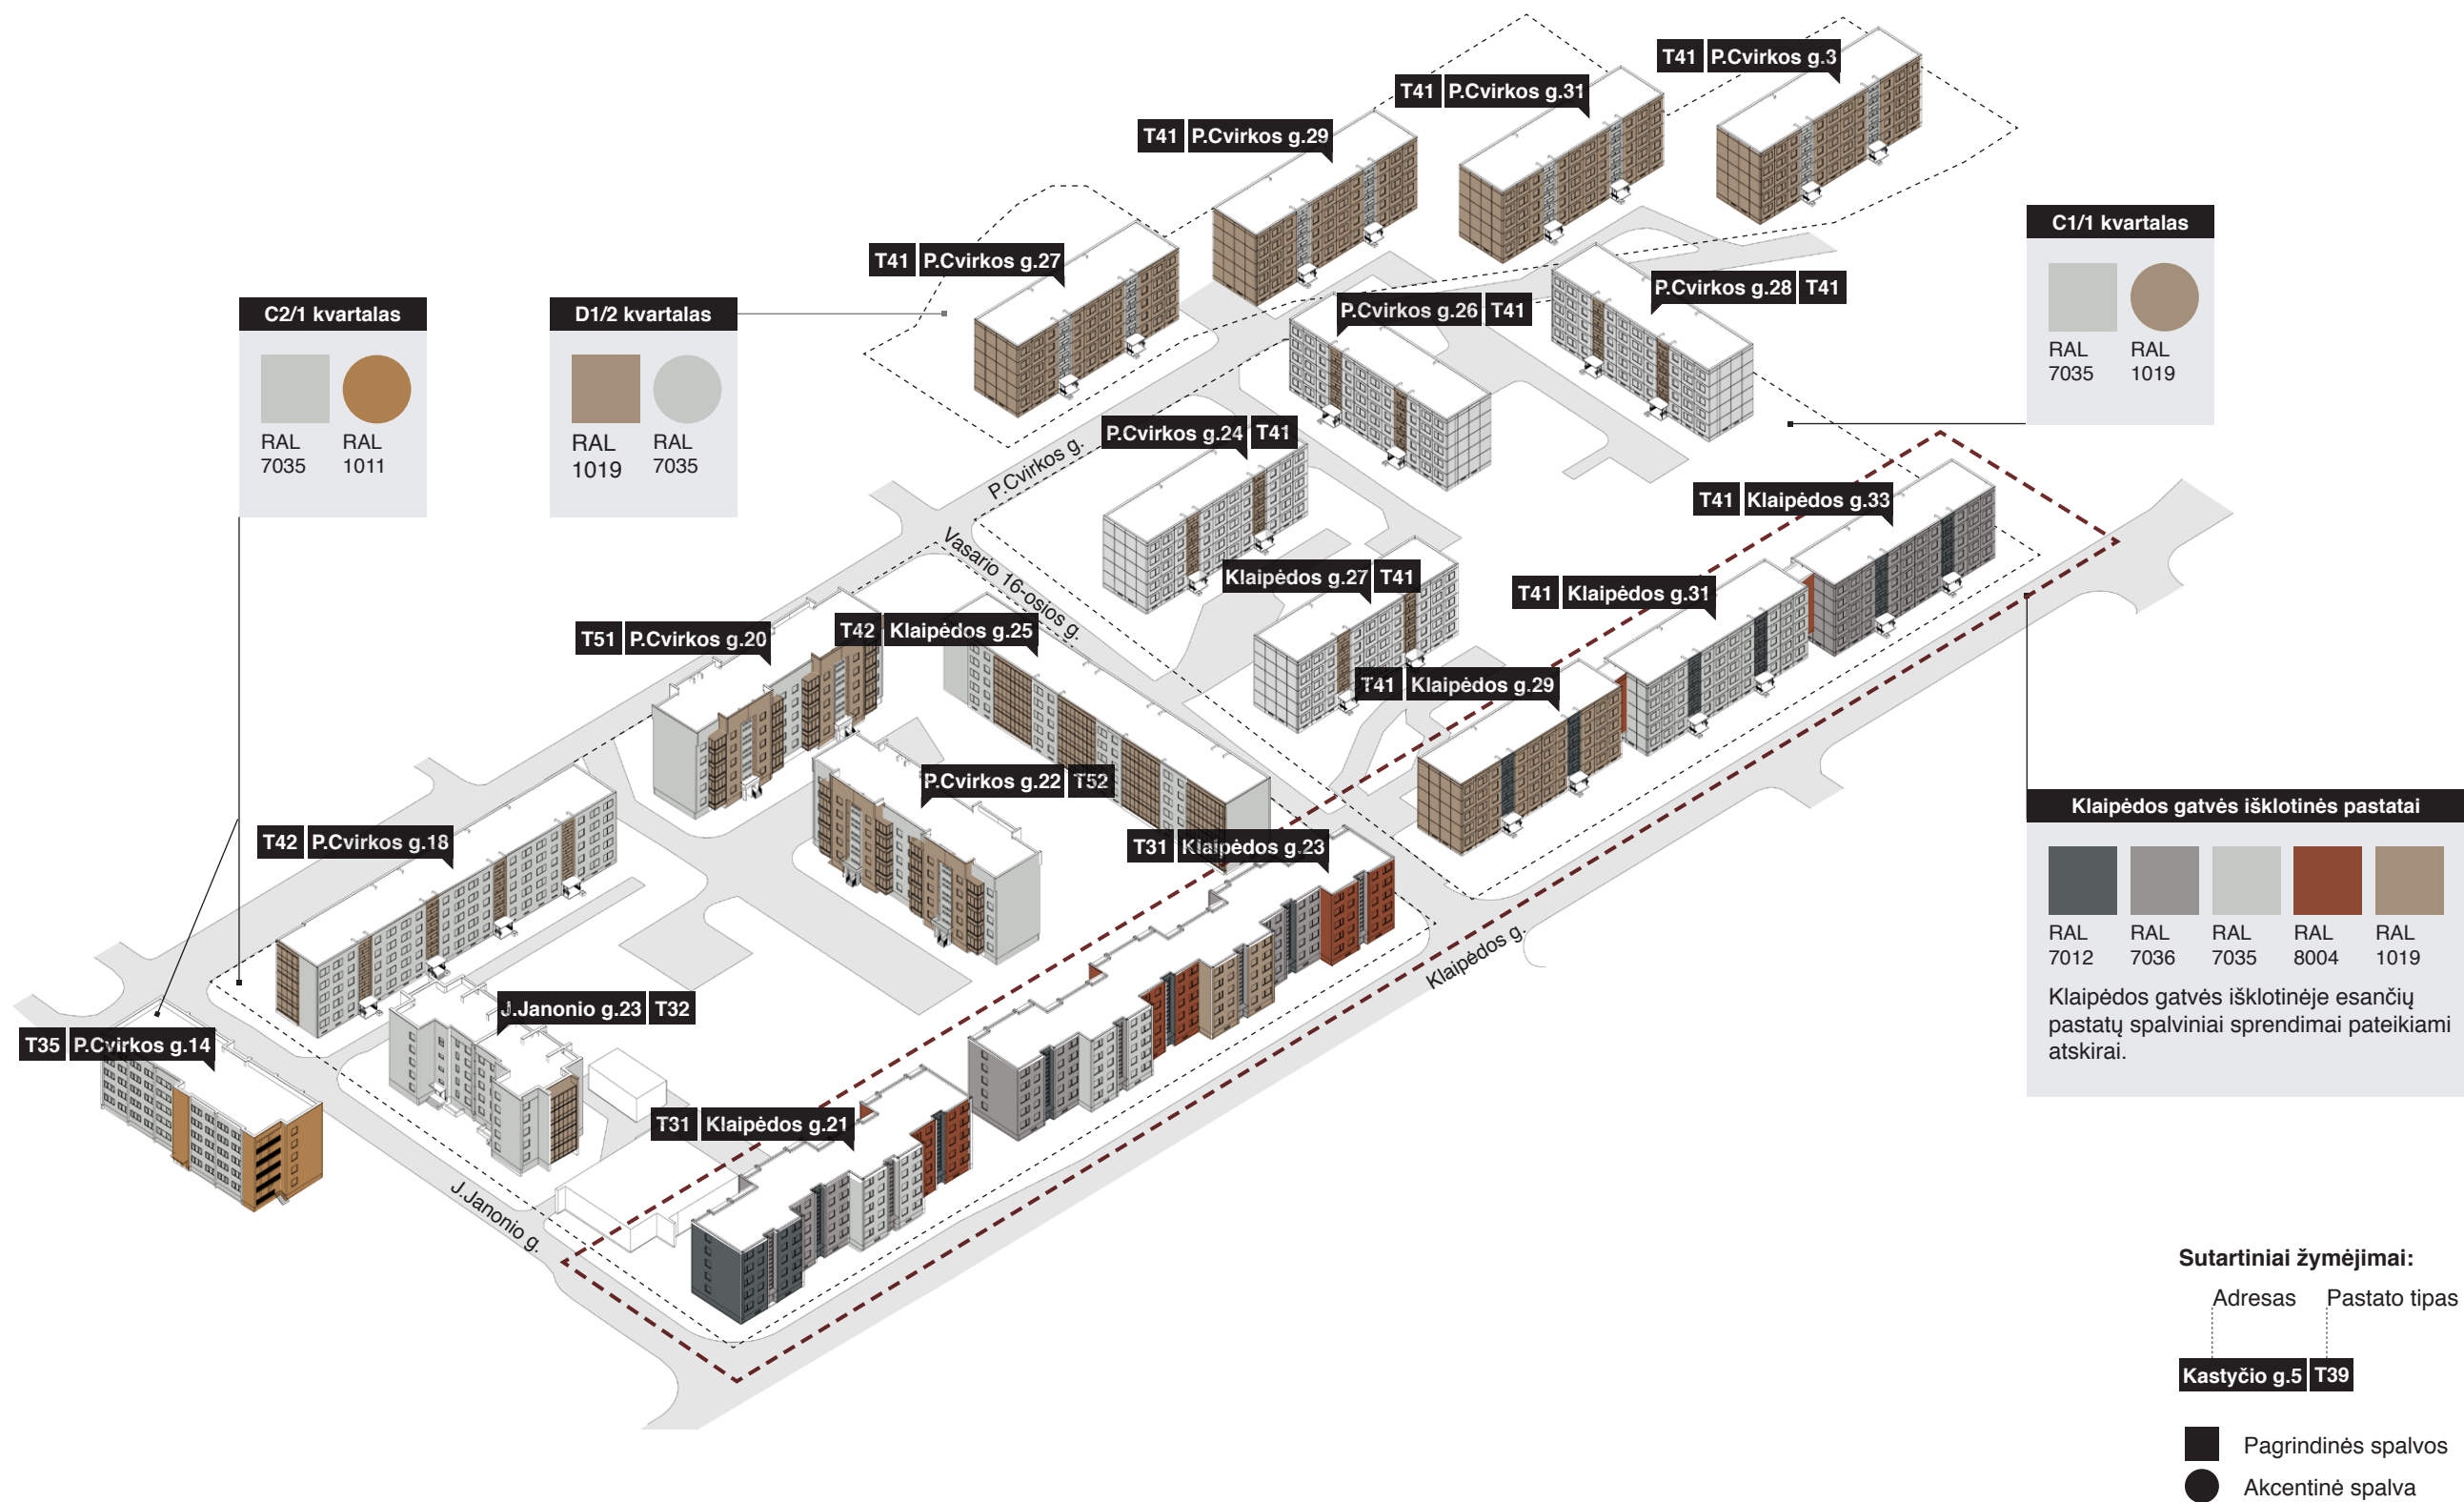 T41 P.Cvirkos g.3
T41 P.Cvirkos g.31
T41 P.Cvirkos g.29
T41 P.Cvirkos g.27
C1/1 kvartalas
RAL 7035
RAL 1019
P.Cvirkos g.28 T41
P.Cvirkos g.26 T41
C2/1 kvartalas
RAL 7035
RAL 1011
D1/2 kvartalas
RAL 1019
RAL 7035
P.Cvirkos g.24 T41
P.Cvirkos g.
T41 Klaipėdos g.33
Vasario 16-osios g.
Klaipėdos g.27 T41
T41 Klaipėdos g.31
T51 P.Cvirkos g.20
T42 Klaipėdos g.25
T41 Klaipėdos g.29
P.Cvirkos g.22 T52
T42 P.Cvirkos g.18
T31 Klaipėdos g.23
Klaipėdos gatvės išklotinės pastatai
RAL 7012
RAL 7036
RAL 7035
RAL 8004
RAL 1019
Klaipėdos gatvės išklotinėje esančių
pastatų spalviniai sprendimai pateikiami
atskirai.
Klaipėdos g.
J.Janonio g.23 T32
T35 P.Cvirkos g.14
T31 Klaipėdos g.21
J.Janonio g.
Sutartiniai žymėjimai:
Adresas Pastato tipas
Kastyčio g.5 T39
Pagrindinės spalvos
Akcentinė spalva